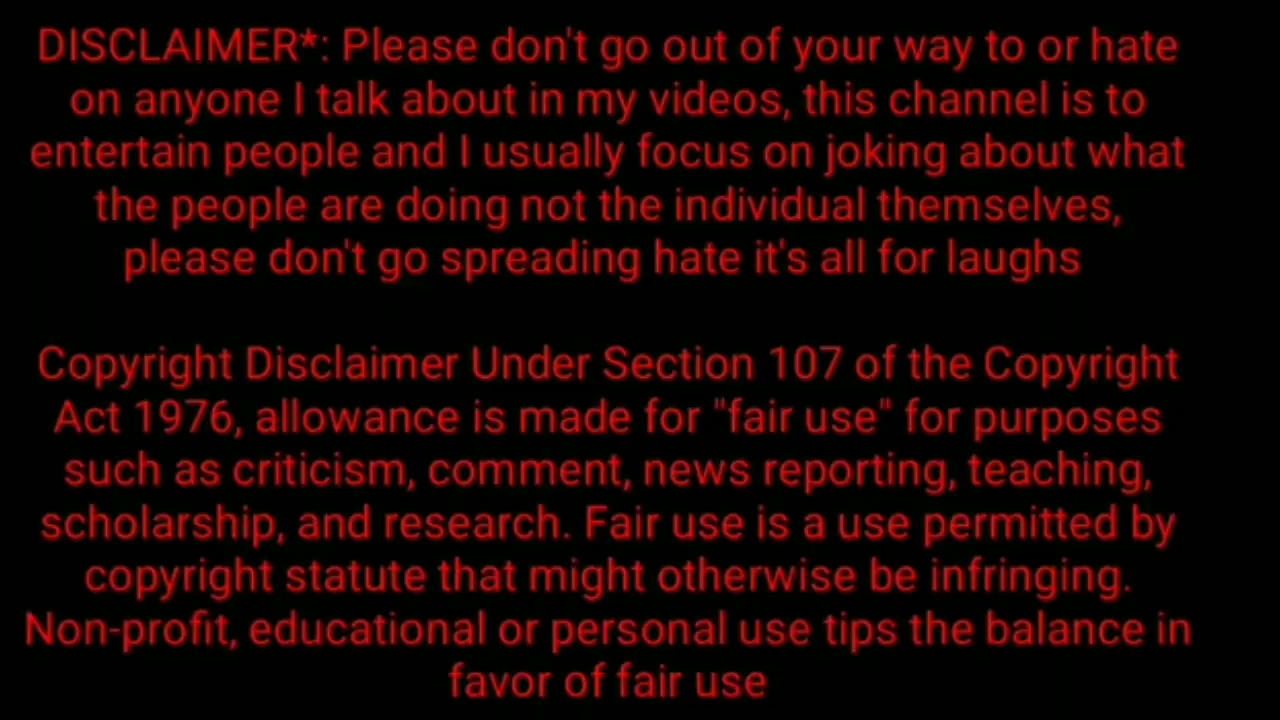 DISCLAIMER*: Please don't go out of your way to or hate
on anyone I talk about in my videos, this channel is to
entertain people and I usually focus on joking about what
the people are doing not the individual themselves,
please don't go spreading hate it's all for laughs
Copyright Disclaimer Under Section 107 of the Copyright
Act 1976, allowance is made for "fair use" for purposes
such as criticism, comment, news reporting, teaching,
scholarship, and research. Fair use is a use permitted by
copyright statute that might otherwise be infringing.
Non-profit, educational or personal use tips the balance in
favor of fair use